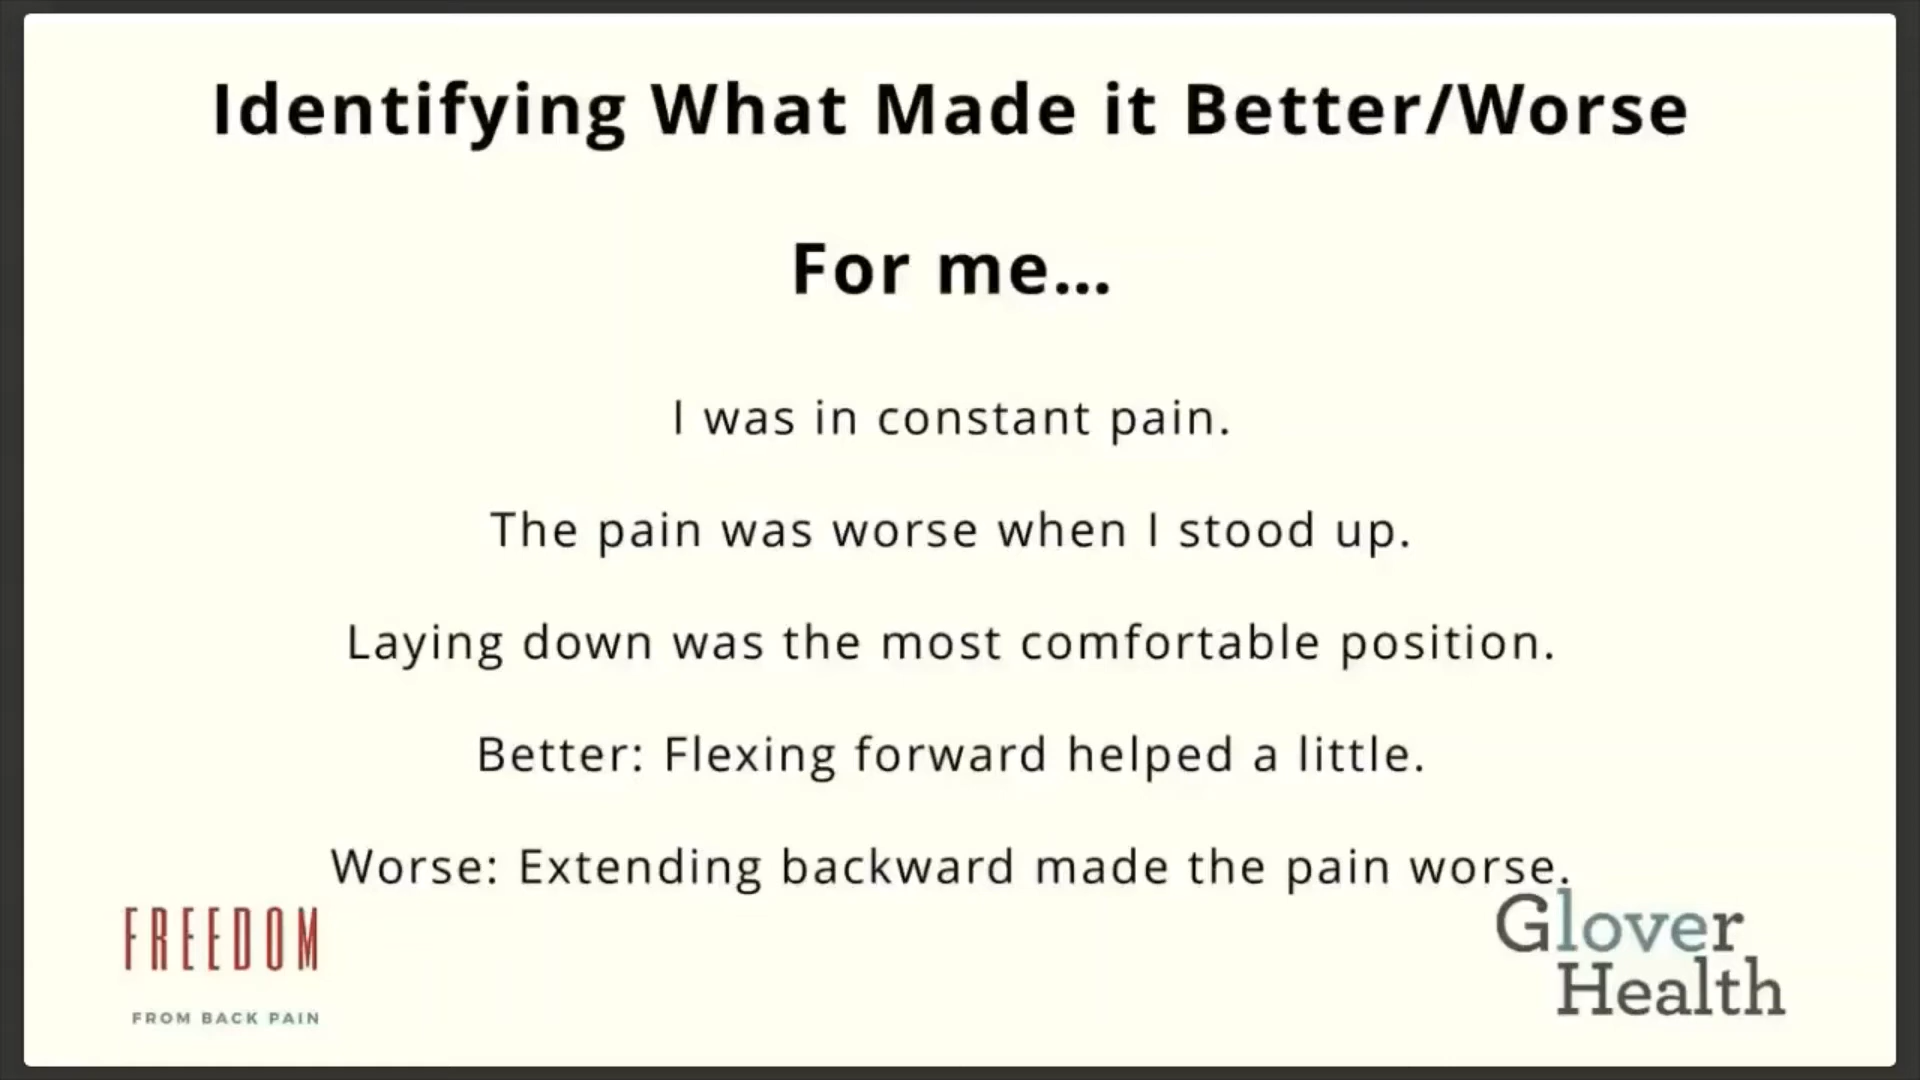 Identifying What Made it Better/Worse
For me...
I was in constant pain.
The pain was worse when I stood up.
Laying down was the most comfortable position.
Better: Flexing forward helped a little.
Worse: Extending backward made the pain worse.
FREEDOM
FROM BACK PAIN
Glover
Health